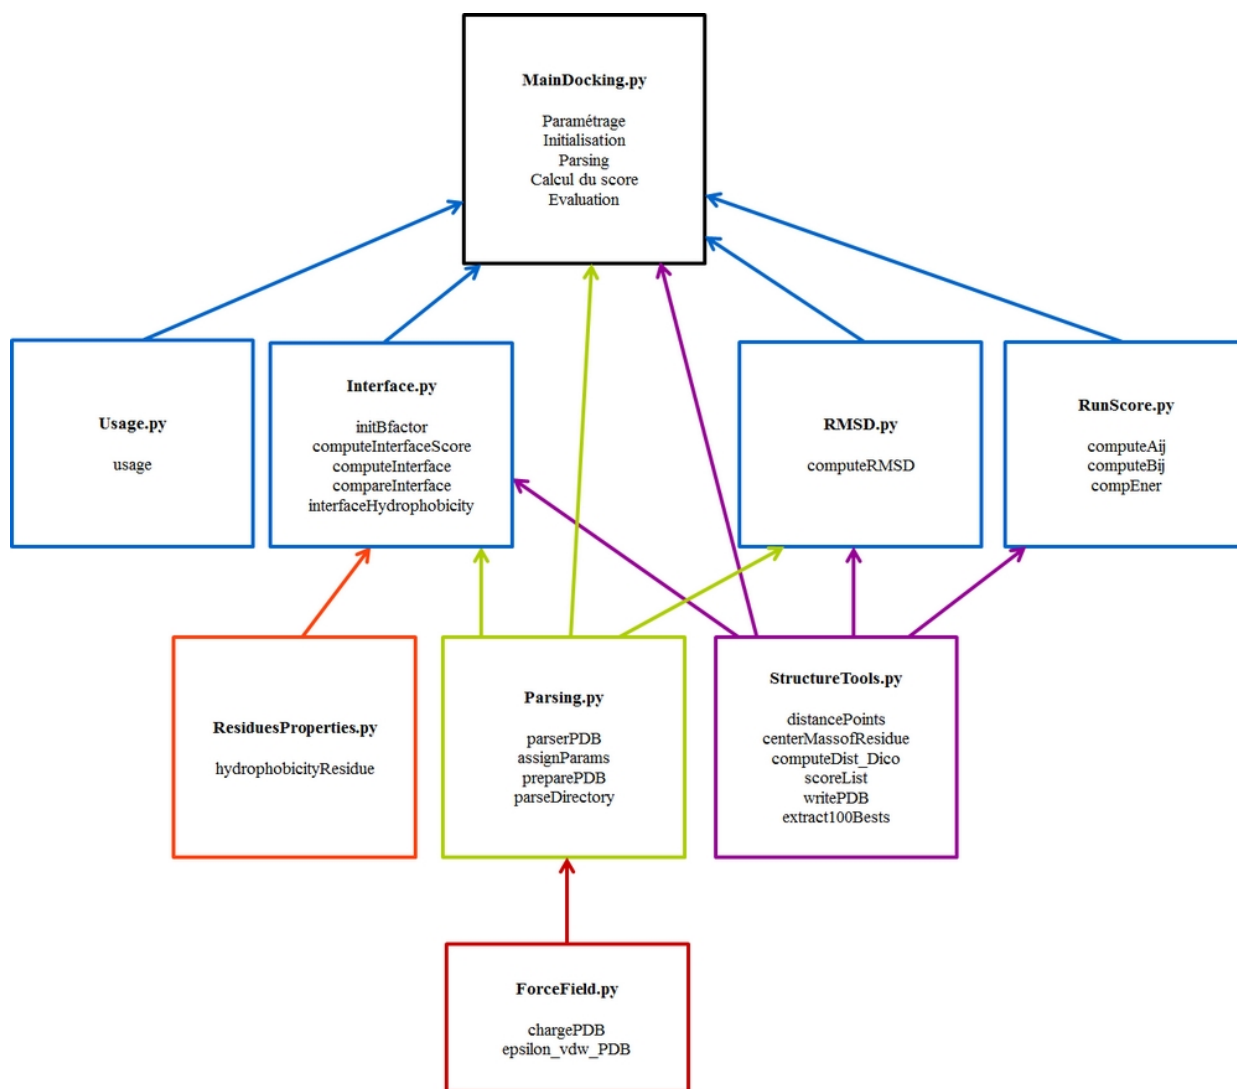 MainDocking.py
Paramétrage
Initialisation
Parsing
Calcul du score
Evaluation
Usage.py
usage
Interface.py
initBfactor
computeInterfaceScore
computeInterface
compareInterface
interfaceHydrophobicity
RMSD.py
computeRMSD
RunScore.py
computeAij
computeBij
compEner
ResiduesProperties.py
hydrophobicityResidue
Parsing.py
parserPDB
assignParams
preparePDB
parseDirectory
StructureTools.py
distancePoints
centerMassofResidue
computeDist_Dico
scoreList
writePDB
extract100Bests
ForceField.py
chargePDB
epsilon_vdw_PDB